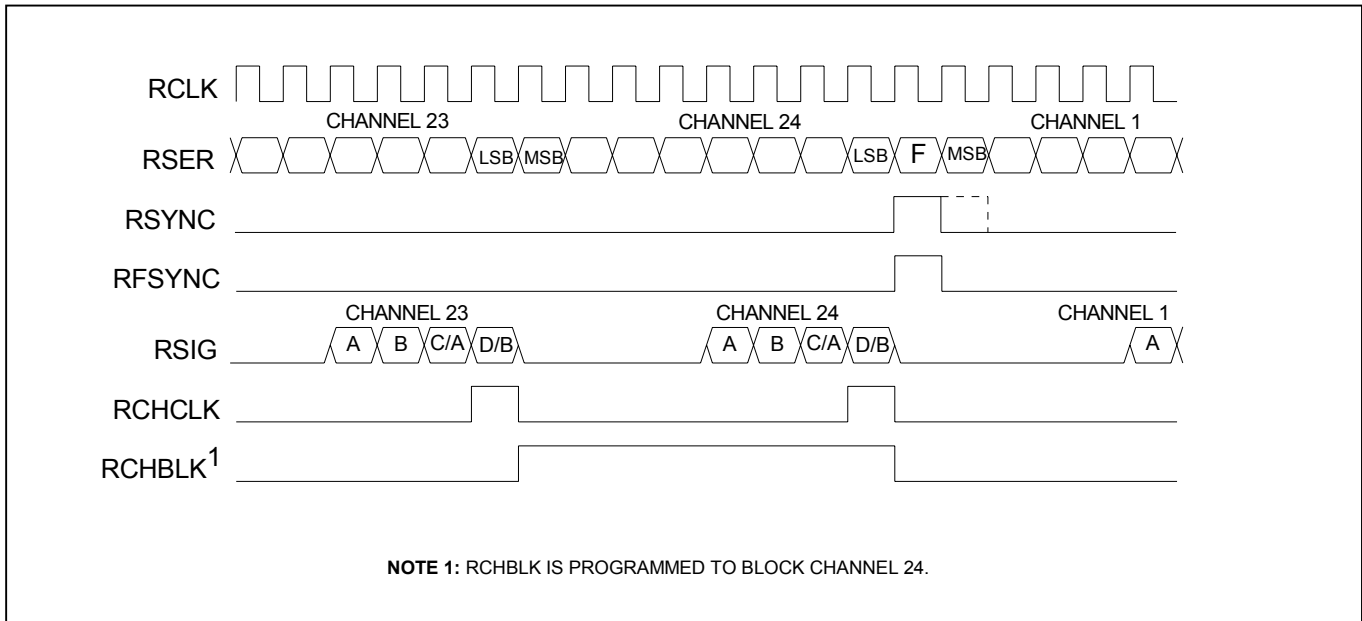 RCLK
CHANNEL 23 CHANNEL 24 CHANNEL 1
RSER LSB MSB LSB F MSB
RSYNC
RFSYNC
CHANNEL 23 CHANNEL 24 CHANNEL 1
RSIG A B C/A D/B A B C/A D/B A
RCHCLK
RCHBLK1
NOTE 1: RCHBLK IS PROGRAMMED TO BLOCK CHANNEL 24.